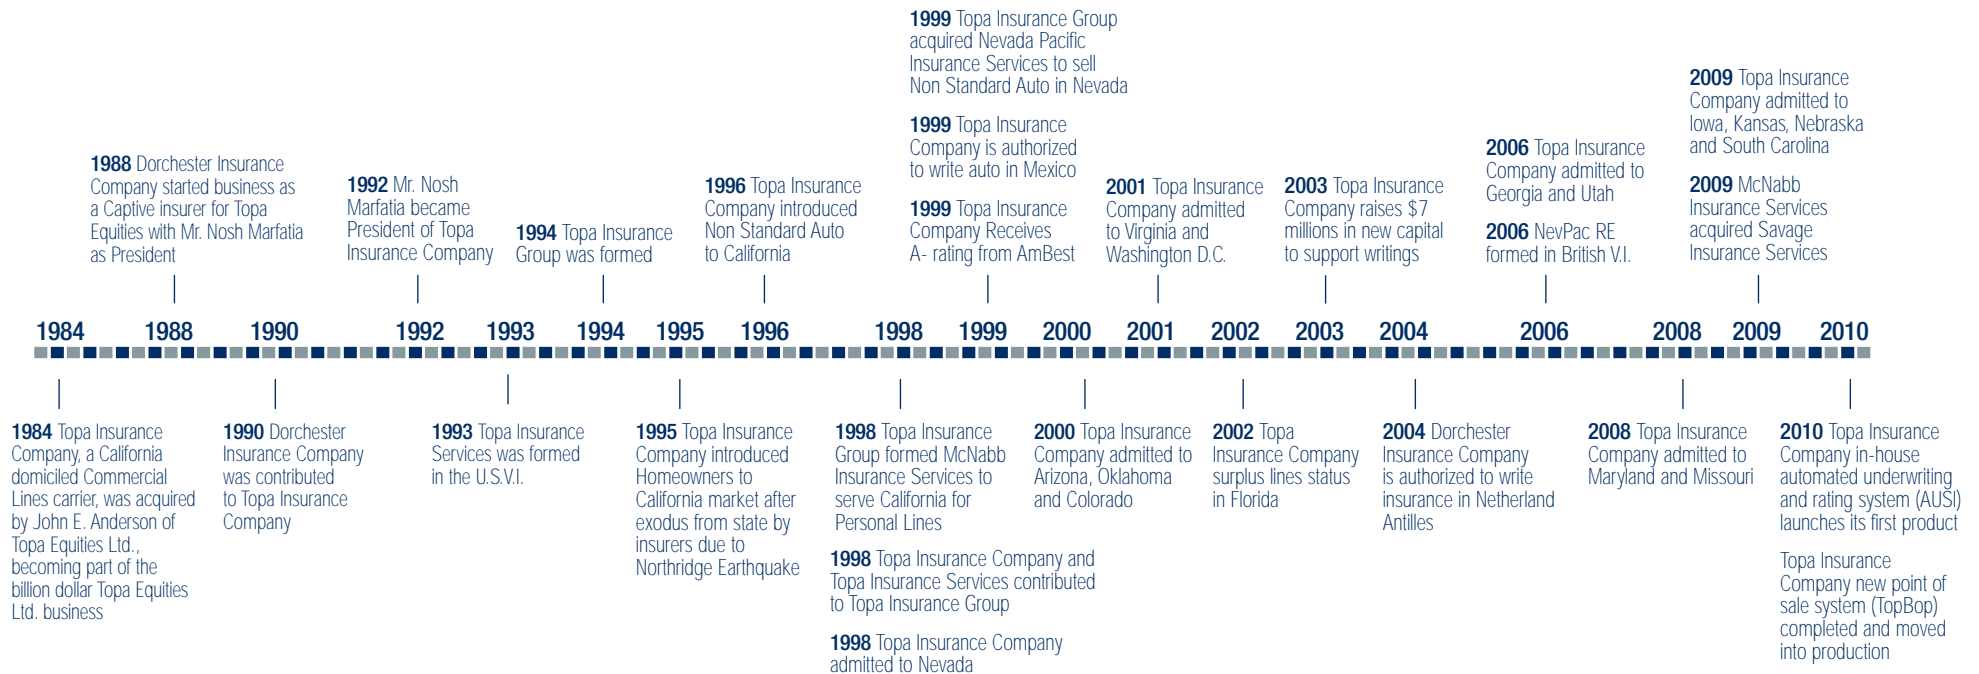 1999 Topa Insurance Group
acquired Nevada Pacific
Insurance Services to sell
Non Standard Auto in Nevada
1999 Topa Insurance
Company is authorized
to write auto in Mexico
1999 Topa Insurance
Company Receives
A- rating from AmBest
1988 Dorchester Insurance
Company started business as
a Captive insurer for Topa
Equities with Mr. Nosh Marfatia
as President
1992 Mr. Nosh
Marfatia became
President of Topa
Insurance Company
1994 Topa Insurance
Group was formed
1996 Topa Insurance
Company introduced
Non Standard Auto
to California
2001 Topa Insurance
Company admitted
to Virginia and
Washington D.C.
2003 Topa Insurance
Company raises $7
millions in new capital
to support writings
2006 Topa Insurance
Company admitted to
Georgia and Utah
2006 NevPac RE
formed in British V.I.
2009 Topa Insurance
Company admitted to
Iowa, Kansas, Nebraska
and South Carolina
2009 McNabb
Insurance Services
acquired Savage
Insurance Services
1984 1988 1990 1992 1993 1994 1995 1996 1998 1999 2000 2001 2002 2003 2004 2006 2008 2009 2010
1984 Topa Insurance
Company, a California
domiciled Commercial
Lines carrier, was acquired
by John E. Anderson of
Topa Equities Ltd.,
becoming part of the
billion dollar Topa Equities
Ltd. business
1990 Dorchester
Insurance Company
was contributed
to Topa Insurance
Company
1993 Topa Insurance
Services was formed
in the U.S.V.I.
1995 Topa Insurance
Company introduced
Homeowners to
California market after
exodus from state by
insurers due to
Northridge Earthquake
1998 Topa Insurance
Group formed McNabb
Insurance Services to
serve California for
Personal Lines
1998 Topa Insurance Company and
Topa Insurance Services contributed
to Topa Insurance Group
1998 Topa Insurance Company
admitted to Nevada
2000 Topa Insurance
Company admitted to
Arizona, Oklahoma
and Colorado
2002 Topa
Insurance Company
surplus lines status
in Florida
2004 Dorchester
Insurance Company
is authorized to write
insurance in Netherland
Antilles
2008 Topa Insurance
Company admitted to
Maryland and Missouri
2010 Topa Insurance
Company in-house
automated underwriting
and rating system (AUSI)
launches its first product
Topa Insurance
Company new point of
sale system (TopBop)
completed and moved
into production